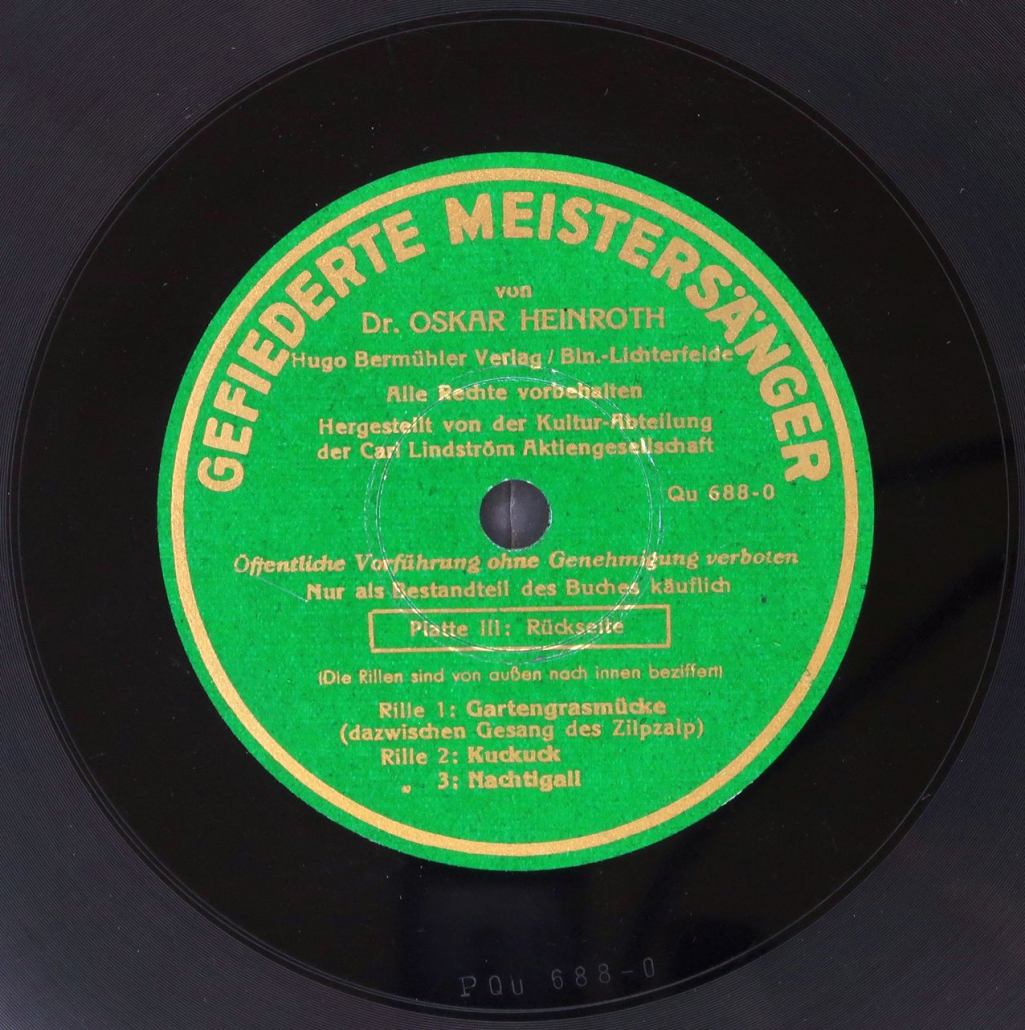 GEFIEDERTE MEISTERSÄNGER
von
Dr. OSKAR HEINROTH
Hugo Bermühler Verlag / Bln.-Lichterfelde
Alle Rechte vorbehalten
Hergestellt von der Kultur-Abteilung
der Carl Lindström Aktiengesellschaft
Qu 688-0
Öffentliche Vorführung ohne Genehmigung verboten
Nur als Bestandteil des Buches käuflich
Platte III: Rückseite
(Die Rillen sind von außen nach innen beziffert)
Rille 1: Gartengrasmücke
(dazwischen Gesang des Zilpzalp)
Rille 2: Kuckuck
„ 3: Nachtigall
PQu 688-0